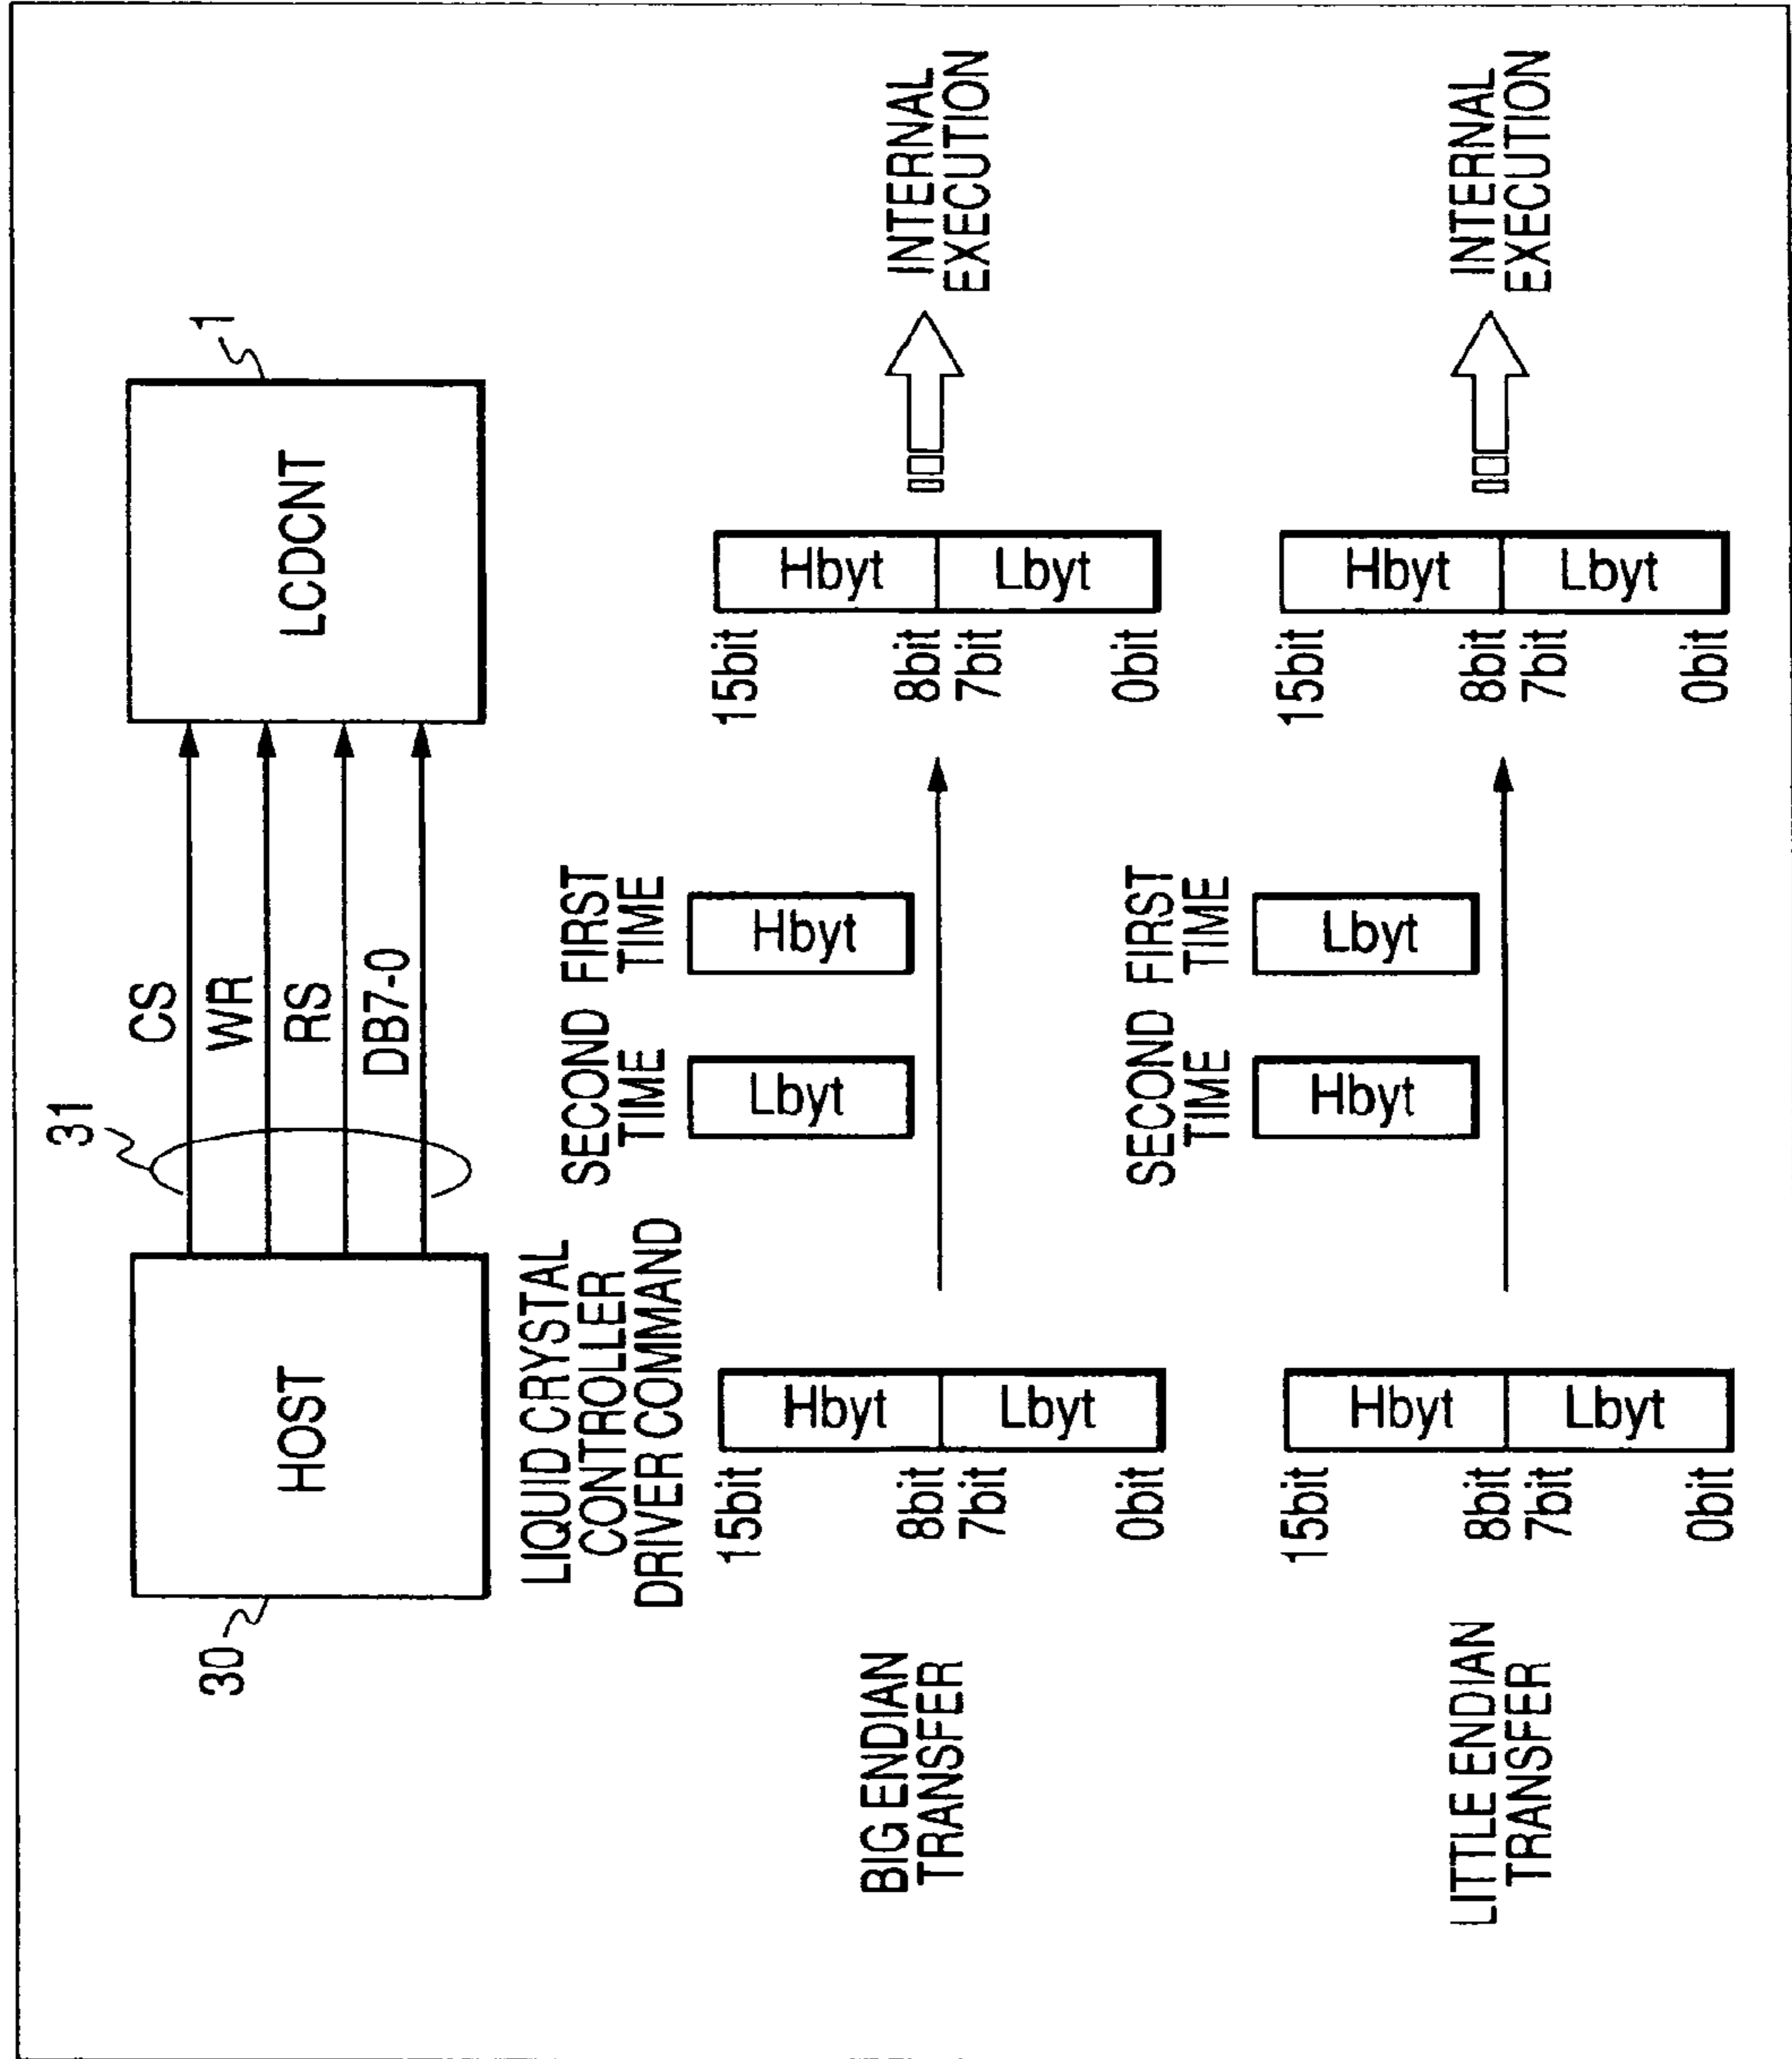 31
CS
WR
RS
DB7-0
30
HOST
LCDCNT
1
LIQUID CRYSTAL
CONTROLLER
DRIVER COMMAND
SECOND
TIME
FIRST
TIME
BIG ENDIAN
TRANSFER
15bit
8bit
7bit
0bit
Hbyt
Lbyt
Lbyt
Hbyt
15bit
8bit
7bit
0bit
Hbyt
Lbyt
INTERNAL
EXECUTION
SECOND
TIME
FIRST
TIME
LITTLE ENDIAN
TRANSFER
15bit
8bit
7bit
0bit
Hbyt
Lbyt
Hbyt
Lbyt
15bit
8bit
7bit
0bit
Hbyt
Lbyt
INTERNAL
EXECUTION